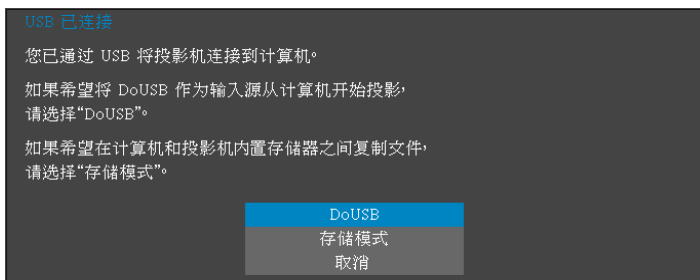 USB 已连接
您已通过 USB 将投影机连接到计算机。
如果希望将 DoUSB 作为输入源从计算机开始投影，
请选择“DoUSB”。
如果希望在计算机和投影机内置存储器之间复制文件，
请选择“存储模式”。
DoUSB
存储模式
取消